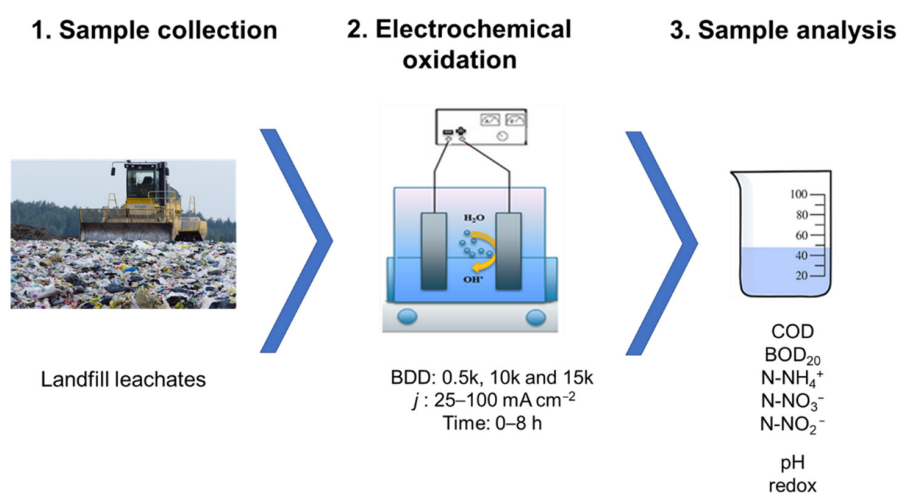 1. Sample collection
2. Electrochemical
oxidation
3. Sample analysis
H₂O
OH•
100
80
60
40
20
Landfill leachates
BDD: 0.5k, 10k and 15k
j : 25–100 mA cm⁻²
Time: 0–8 h
COD
BOD₂₀
N-NH₄⁺
N-NO₃⁻
N-NO₂⁻
pH
redox